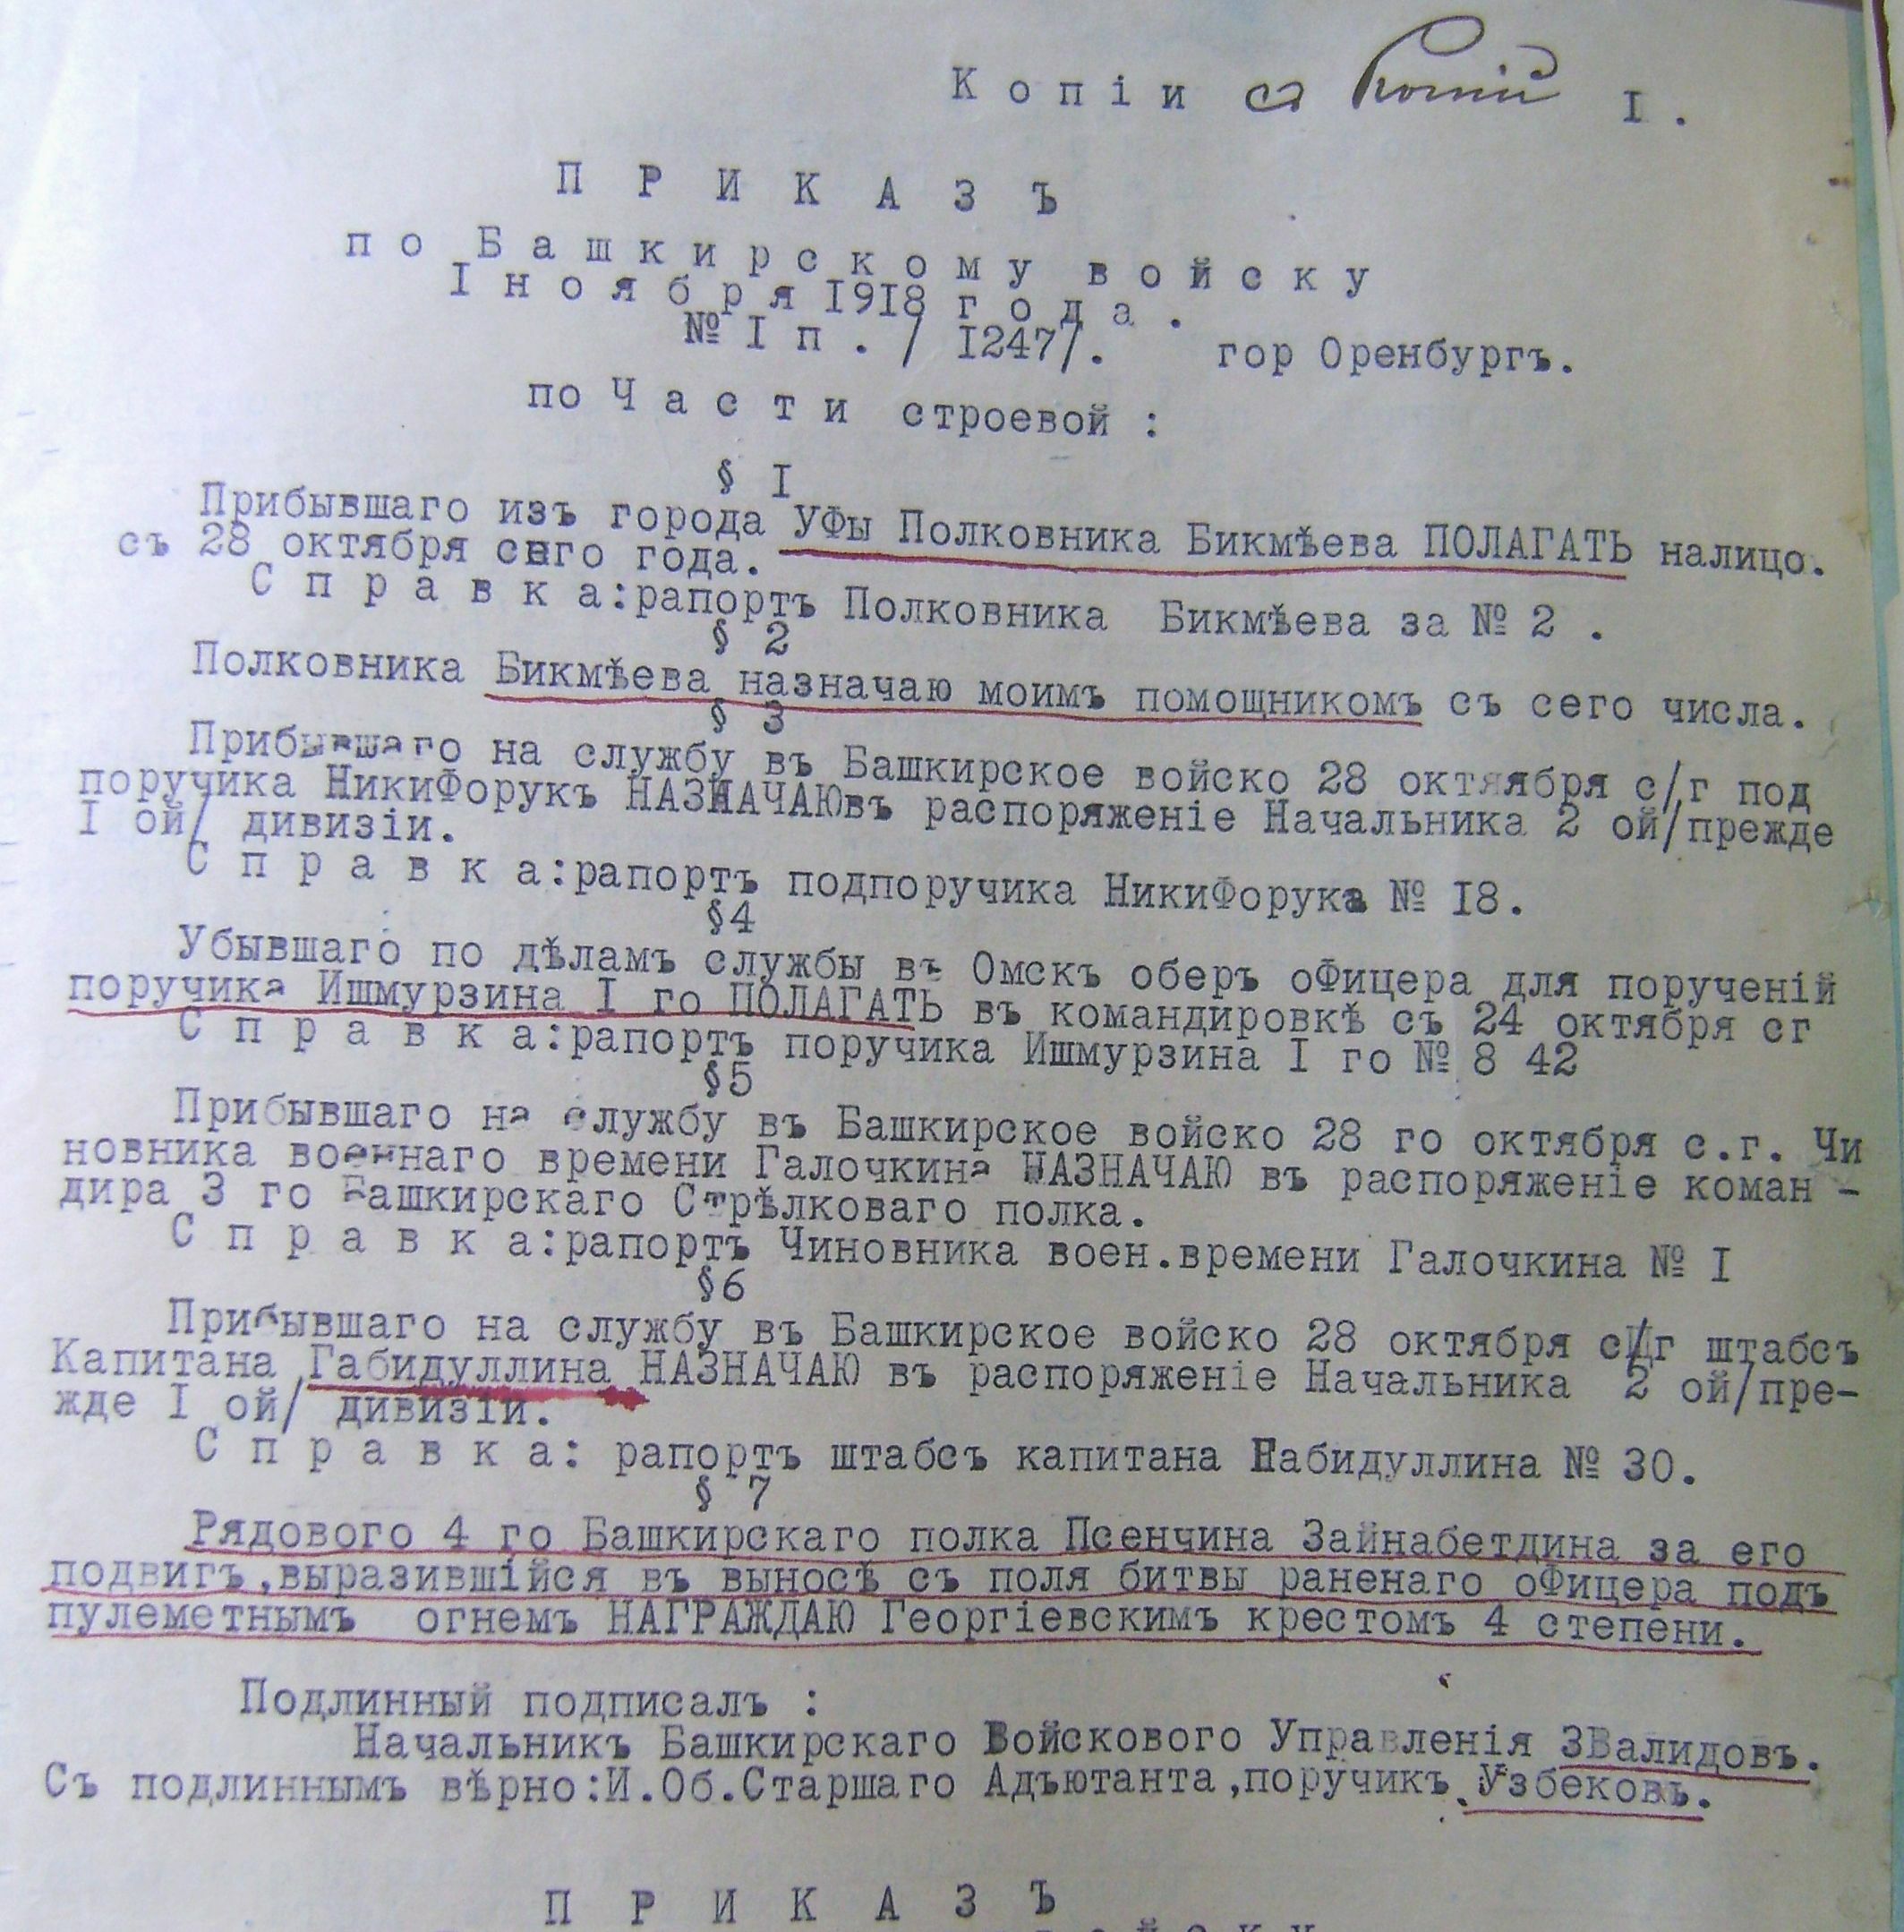 Копіи съ Копій I.
ПРИКАЗЪ
по Башкирскому войску
I ноября 1918 года.
№ I п. / I247/. гор Оренбургъ.
по Части строевой :
§ I
Прибывшаго изъ города УФы Полковника Бикмѣева ПОЛАГАТЬ налицо.
съ 28 октября снго года.
Справка:рапортъ Полковника Бикмѣева за № 2 .
§ 2
Полковника Бикмѣева назначаю моимъ помощникомъ съ сего числа.
§ 3
Прибывшаго на службу въ Башкирское войско 28 октяября с/г под
поручика НикиФорукъ НАЗНАЧАЮвъ распоряженіе Начальника 2 ой/прежде
I ой/ дивизіи.
Справка:рапортъ подпоручика НикиФорука № I8.
§4
Убывшаго по дѣламъ службы въ Омскъ оберъ оФицера для порученій
поручика Ишмурзина I го ПОЛАГАТЬ въ командировкѣ съ 24 октября сг
Справка:рапортъ поручика Ишмурзина I го № 8 42
§5
Прибывшаго на службу въ Башкирское войско 28 го октября с.г. Чи
новника военнаго времени Галочкина НАЗНАЧАЮ въ распоряженіе коман -
дира 3 го Башкирскаго Стрѣлковаго полка.
Справка:рапортъ Чиновника воен.времени Галочкина № I
§6
Прибывшаго на службу въ Башкирское войско 28 октября с/г штабсъ
Капитана Габидуллина НАЗНАЧАЮ въ распоряженіе Начальника 2 ой/пре-
жде I ой/ дивизіи.
Справка: рапортъ штабсъ капитана Габидуллина № 30.
§ 7
Рядового 4 го Башкирскаго полка Псенчина Зайнабетдина за его
подвигъ,выразившійся въ выносѣ съ поля битвы раненаго оФицера подъ
пулеметнымъ огнемъ НАГРАЖДАЮ Георгіевскимъ крестомъ 4 степени.
Подлинный подписалъ :
Начальникъ Башкирскаго Войскового Управленія ЗВалидовъ.
Съ подлиннымъ вѣрно:И.Об.Старшаго Адъютанта,поручикъ Узбековъ.
ПРИКАЗЪ